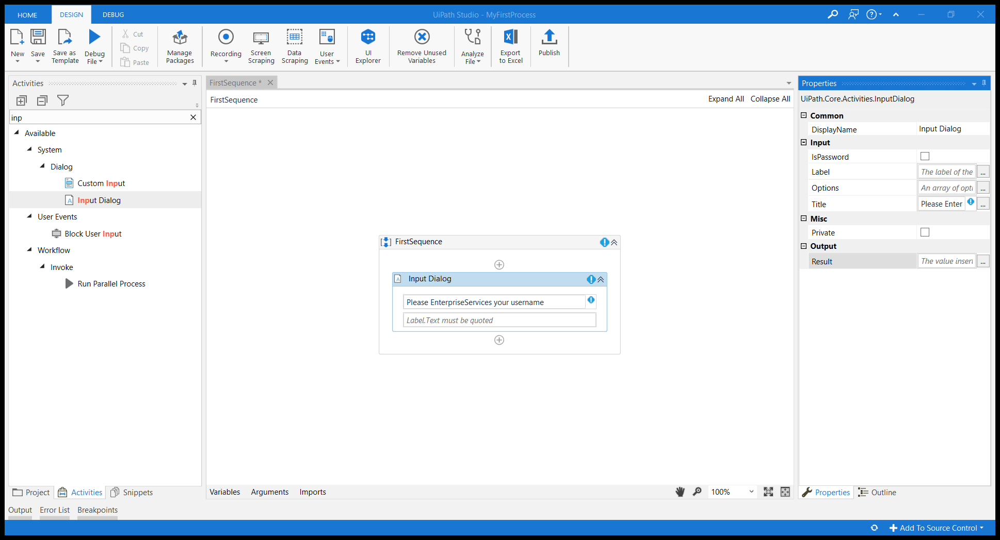 HOME DESIGN DEBUG UiPath Studio - MyFirstProcess
New Save Save as Template Debug File Cut Copy Paste Manage Packages Recording Screen Scraping Data Scraping User Events UI Explorer Remove Unused Variables Analyze File Export to Excel Publish
Activities
inp
Available
System
Dialog
Custom Input
Input Dialog
User Events
Block User Input
Workflow
Invoke
Run Parallel Process
Project Activities Snippets
FirstSequence *
FirstSequence Expand All Collapse All
FirstSequence
Input Dialog
Please EnterpriseServices your username
Label.Text must be quoted
Variables Arguments Imports 100%
Properties
UiPath.Core.Activities.InputDialog
Common
DisplayName Input Dialog
Input
IsPassword
Label The label of the ...
Options An array of opti ...
Title Please Enter ...
Misc
Private
Output
Result The value insert ...
Properties Outline
Output Error List Breakpoints
Add To Source Control